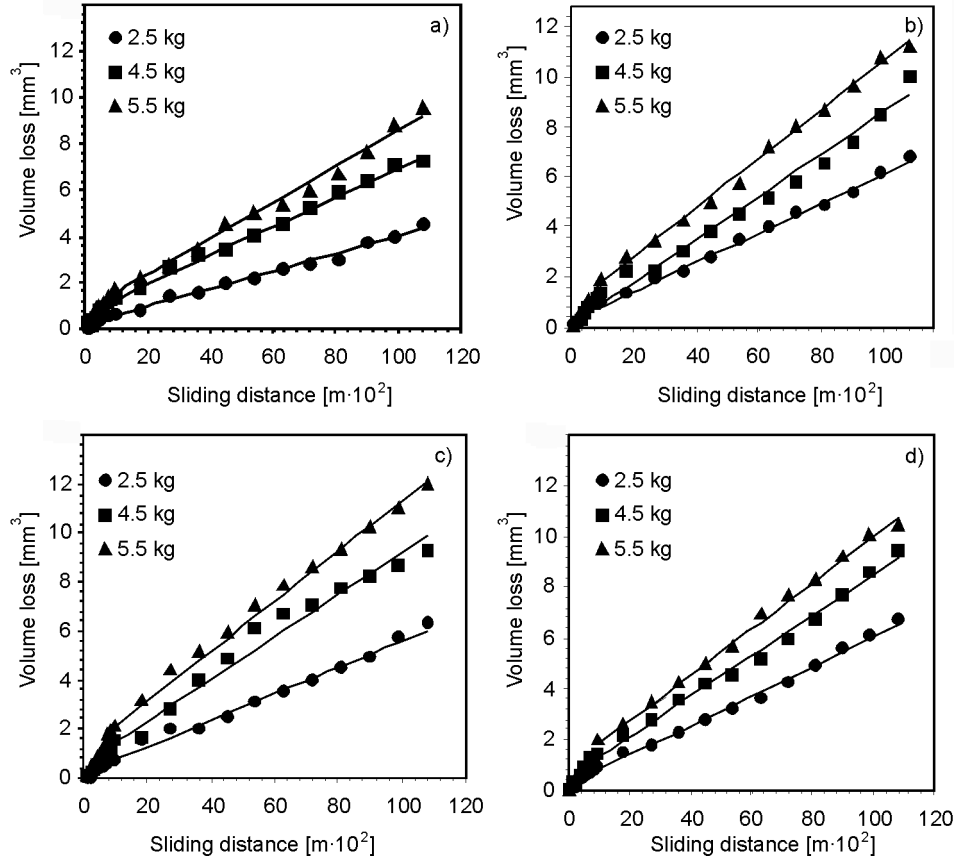 a)
2.5 kg
4.5 kg
5.5 kg
Volume loss [mm³]
12
10
8
6
4
2
0
0 20 40 60 80 100 120
Sliding distance [m·10²]
b)
2.5 kg
4.5 kg
5.5 kg
Volume loss [mm³]
12
10
8
6
4
2
0
0 20 40 60 80 100
Sliding distance [m·10²]
c)
2.5 kg
4.5 kg
5.5 kg
Volume loss [mm³]
12
10
8
6
4
2
0
0 20 40 60 80 100 120
Sliding distance [m·10²]
d)
2.5 kg
4.5 kg
5.5 kg
Volume loss [mm³]
12
10
8
6
4
2
0
0 20 40 60 80 100 120
Sliding distance [m·10²]